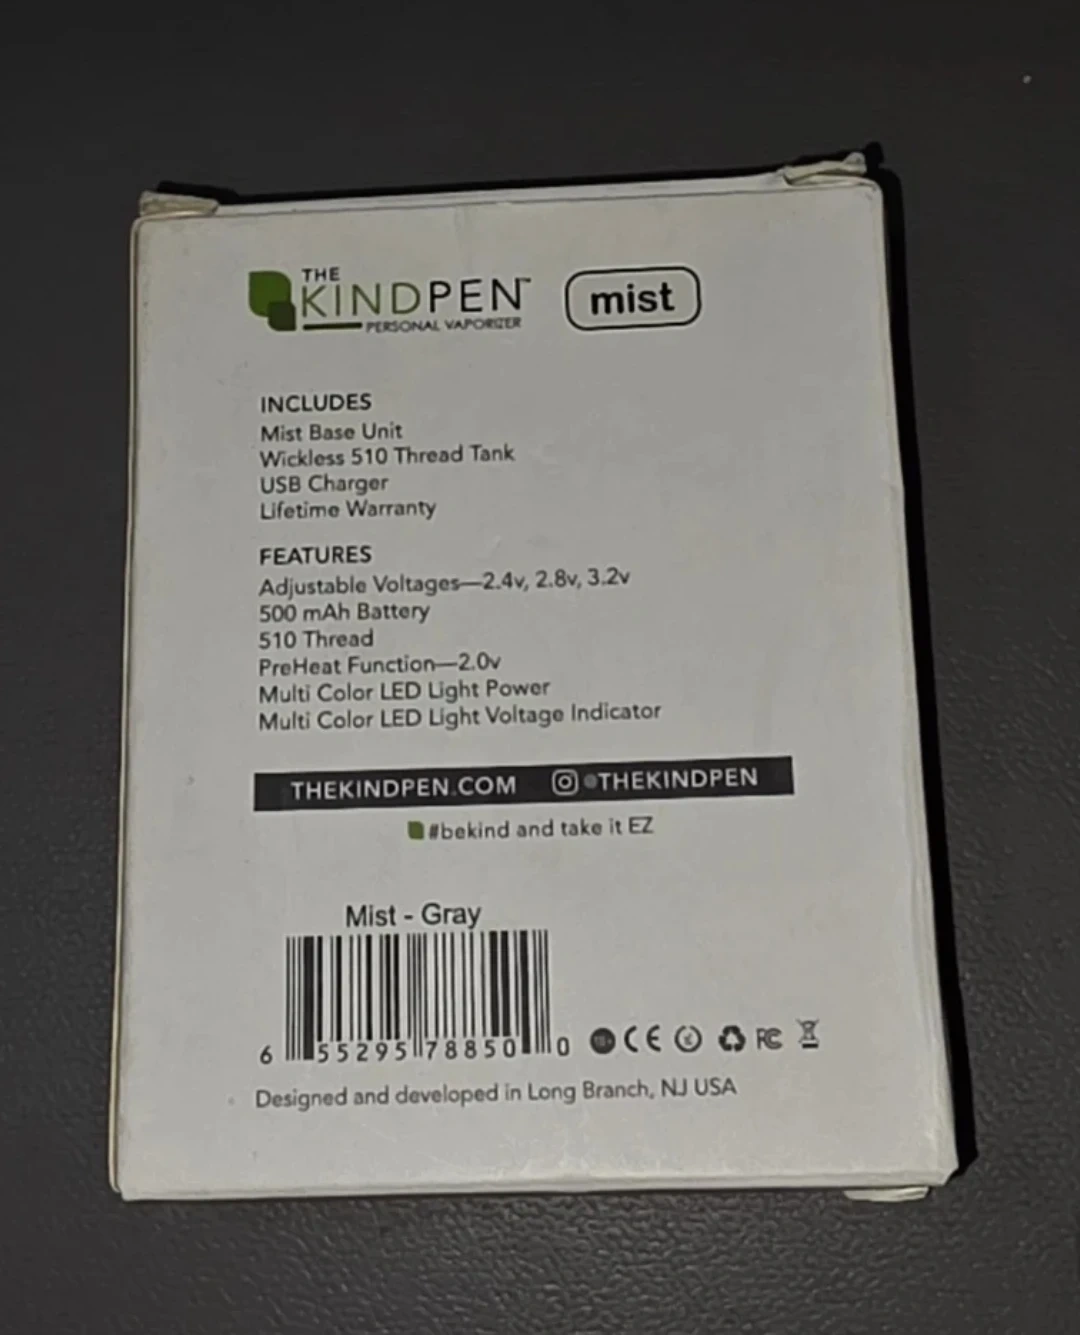 THE
KINDPEN™
PERSONAL VAPORIZER
mist
INCLUDES
Mist Base Unit
Wickless 510 Thread Tank
USB Charger
Lifetime Warranty
FEATURES
Adjustable Voltages—2.4v, 2.8v, 3.2v
500 mAh Battery
510 Thread
PreHeat Function—2.0v
Multi Color LED Light Power
Multi Color LED Light Voltage Indicator
THEKINDPEN.COM @THEKINDPEN
#bekind and take it EZ
Mist - Gray
6 55295 78850 0 CE FC
Designed and developed in Long Branch, NJ USA